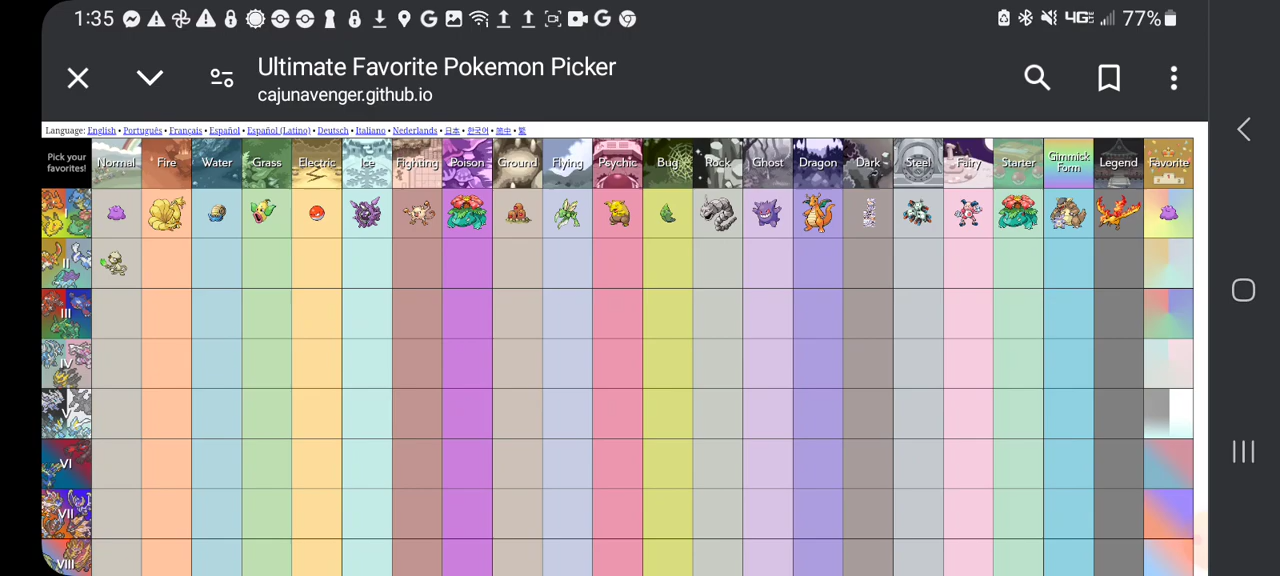 1:35 G G 4G 77%
Ultimate Favorite Pokemon Picker
cajunavenger.github.io
Language: English • Português • Français • Español • Español (Latino) • Deutsch • Italiano • Nederlands • 日本 • 한국어 • 简中 • 繁
Pick your favorites! Normal Fire Water Grass Electric Ice Fighting Poison Ground Flying Psychic Bug Rock Ghost Dragon Dark Steel Fairy Starter Gimmick Form Legend Favorite
II
III
IV
V
VI
VII
VIII